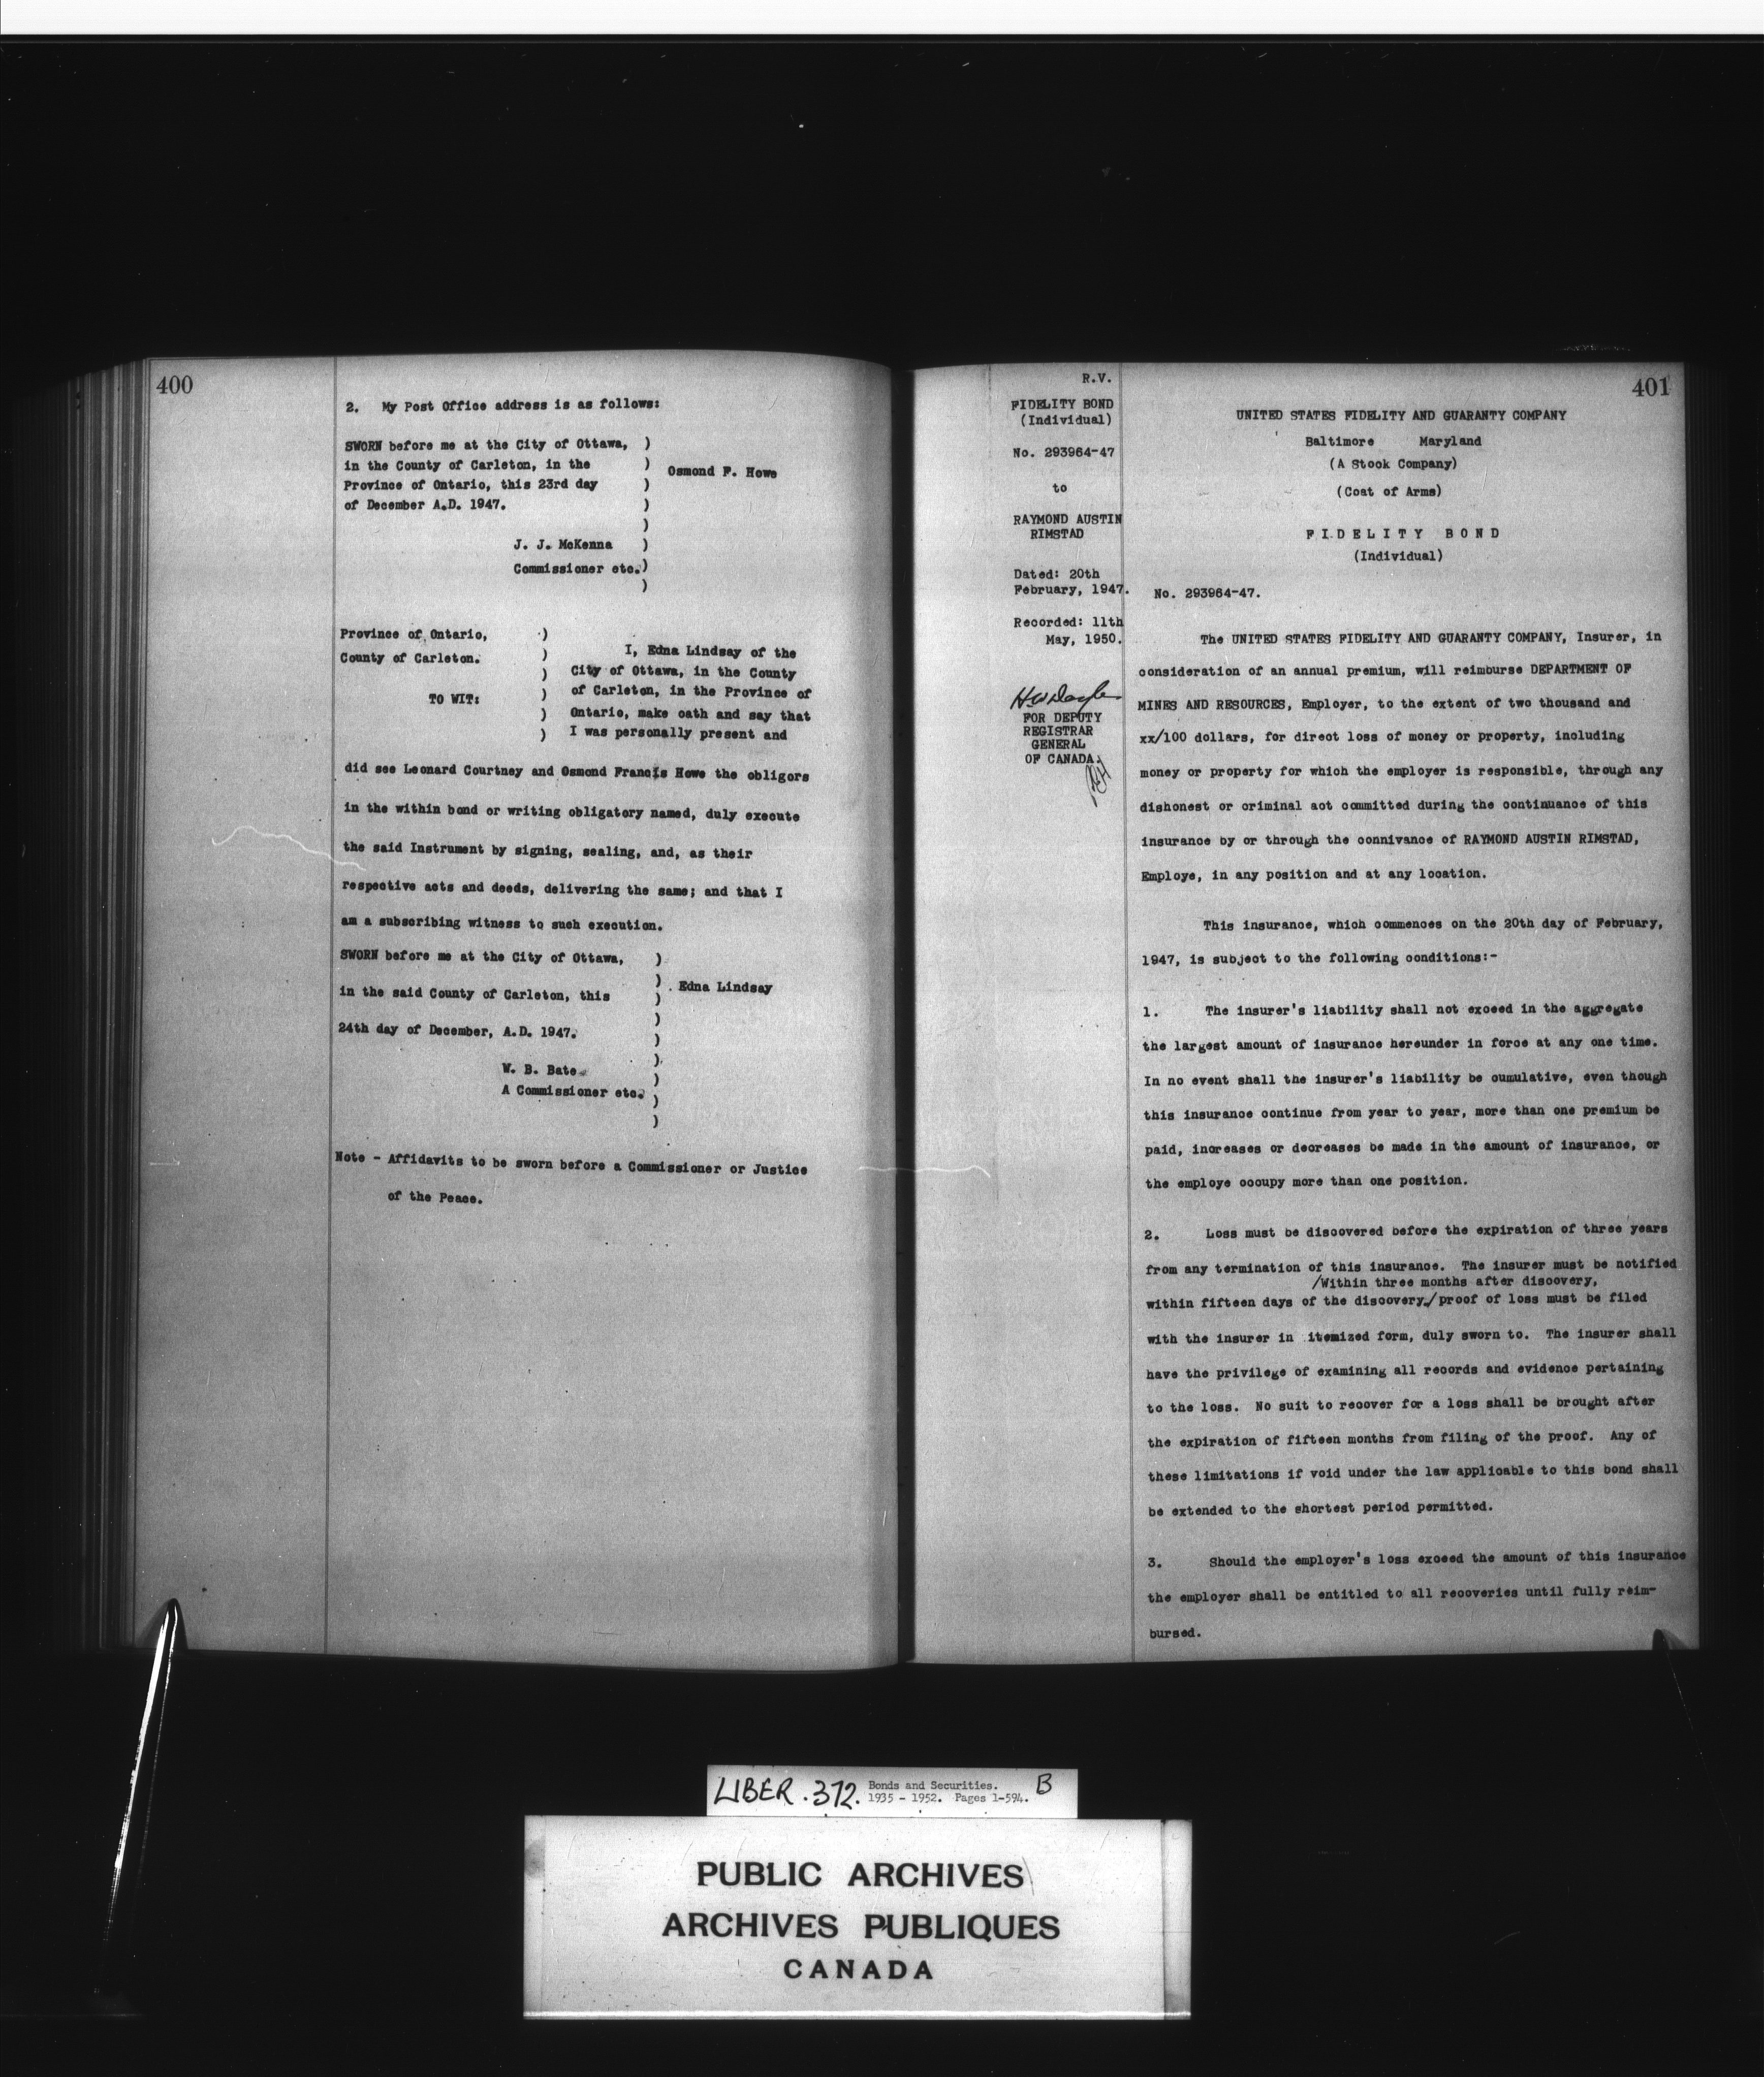 400
2. My Post Office address is as follows:
SWORN before me at the City of Ottawa, )
in the County of Carleton, in the ) Osmond F. Howe
Province of Ontario, this 23rd day )
of December A.D. 1947. )
)
J. J. McKenna )
Commissioner etc.)
)
Province of Ontario, )
County of Carleton. ) I, Edna Lindsay of the
) City of Ottawa, in the County
TO WIT: ) of Carleton, in the Province of
) Ontario, make oath and say that
) I was personally present and
did see Leonard Courtney and Osmond Francis Howe the obligors
in the within bond or writing obligatory named, duly execute
the said Instrument by signing, sealing, and, as their
respective acts and deeds, delivering the same; and that I
am a subscribing witness to such execution.
SWORN before me at the City of Ottawa, )
)
in the said County of Carleton, this ) Edna Lindsay
)
24th day of December, A.D. 1947. )
W. B. Bate )
)
A Commissioner etc. )
)
Note - Affidavits to be sworn before a Commissioner or Justice
of the Peace.
R.V.
FIDELITY BOND
(Individual)
No. 293964-47
to
RAYMOND AUSTIN
RIMSTAD
Dated: 20th
February, 1947.
Recorded: 11th
May, 1950.
FOR DEPUTY
REGISTRAR
GENERAL
OF CANADA.
401
UNITED STATES FIDELITY AND GUARANTY COMPANY
Baltimore Maryland
(A Stock Company)
(Coat of Arms)
FIDELITY BOND
(Individual)
No. 293964-47.
The UNITED STATES FIDELITY AND GUARANTY COMPANY, Insurer, in
consideration of an annual premium, will reimburse DEPARTMENT OF
MINES AND RESOURCES, Employer, to the extent of two thousand and
xx/100 dollars, for direct loss of money or property, including
money or property for which the employer is responsible, through any
dishonest or criminal act committed during the continuance of this
insurance by or through the connivance of RAYMOND AUSTIN RIMSTAD,
Employe, in any position and at any location.
This insurance, which commences on the 20th day of February,
1947, is subject to the following conditions:-
1. The insurer's liability shall not exceed in the aggregate
the largest amount of insurance hereunder in force at any one time.
In no event shall the insurer's liability be cumulative, even though
this insurance continue from year to year, more than one premium be
paid, increases or decreases be made in the amount of insurance, or
the employe occupy more than one position.
2. Loss must be discovered before the expiration of three years
from any termination of this insurance. The insurer must be notified
/Within three months after discovery,
within fifteen days of the discovery./proof of loss must be filed
with the insurer in itemized form, duly sworn to. The insurer shall
have the privilege of examining all records and evidence pertaining
to the loss. No suit to recover for a loss shall be brought after
the expiration of fifteen months from filing of the proof. Any of
these limitations if void under the law applicable to this bond shall
be extended to the shortest period permitted.
3. Should the employer's loss exceed the amount of this insurance
the employer shall be entitled to all recoveries until fully reim-
bursed.
LIBER. 372. Bonds and Securities. B
1935 - 1952. Pages 1-594.
PUBLIC ARCHIVES
ARCHIVES PUBLIQUES
CANADA